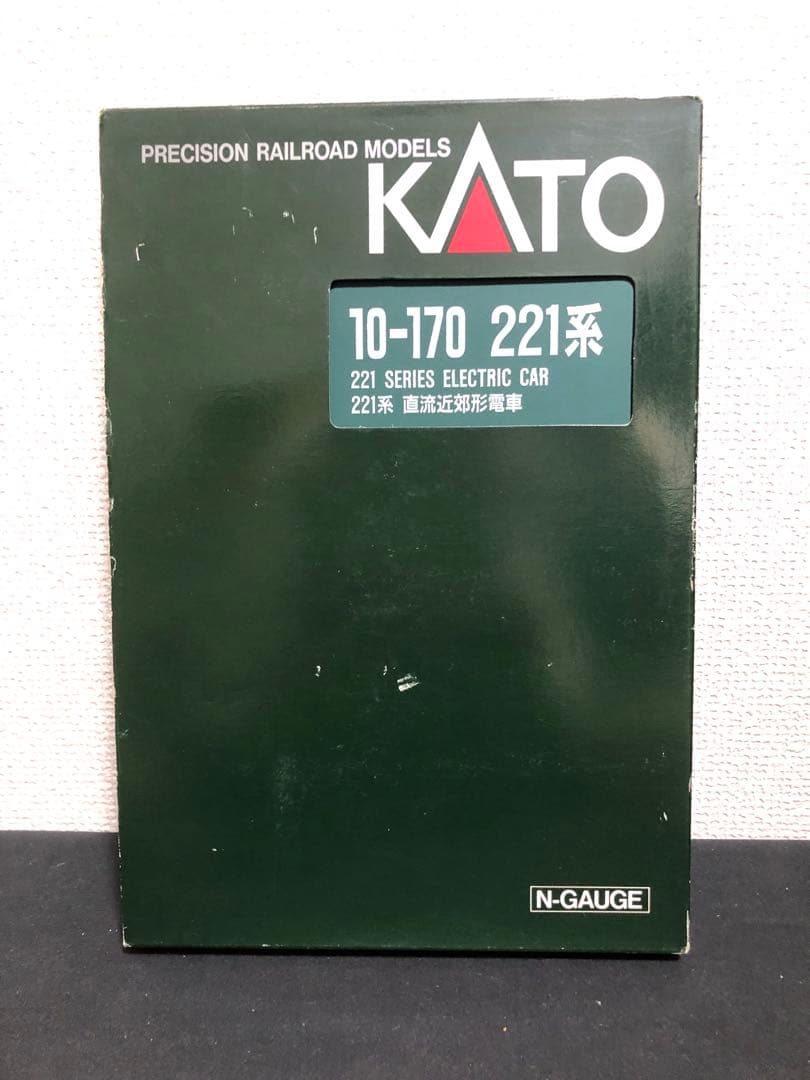 PRECISION RAILROAD MODELS
KATO
10-170 221系
221 SERIES ELECTRIC CAR
221系 直流近郊形電車
N-GAUGE